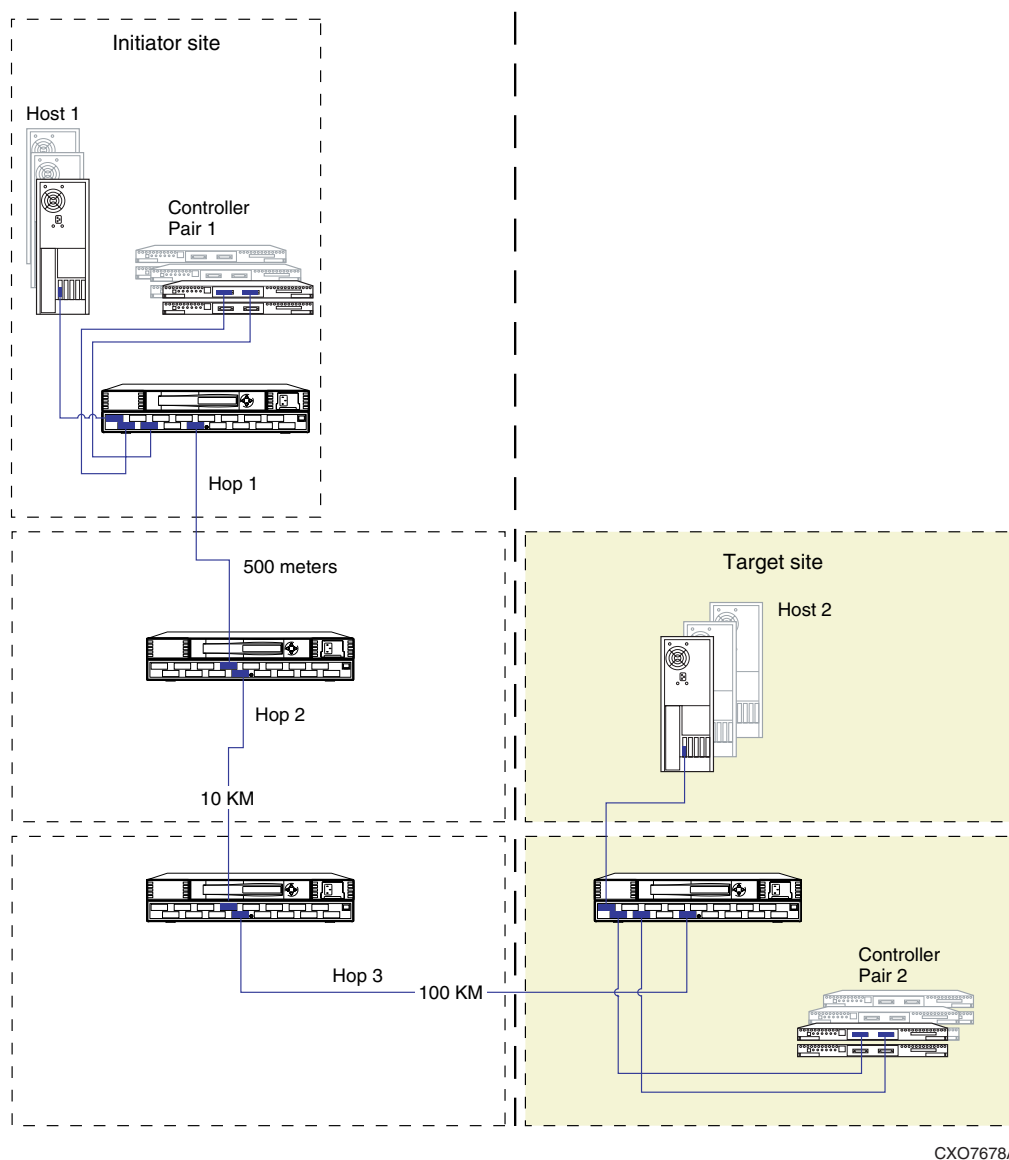 Initiator site
Host 1
Controller
Pair 1
Hop 1
500 meters
Target site
Host 2
Hop 2
10 KM
Controller
Pair 2
Hop 3
100 KM
CXO7678A